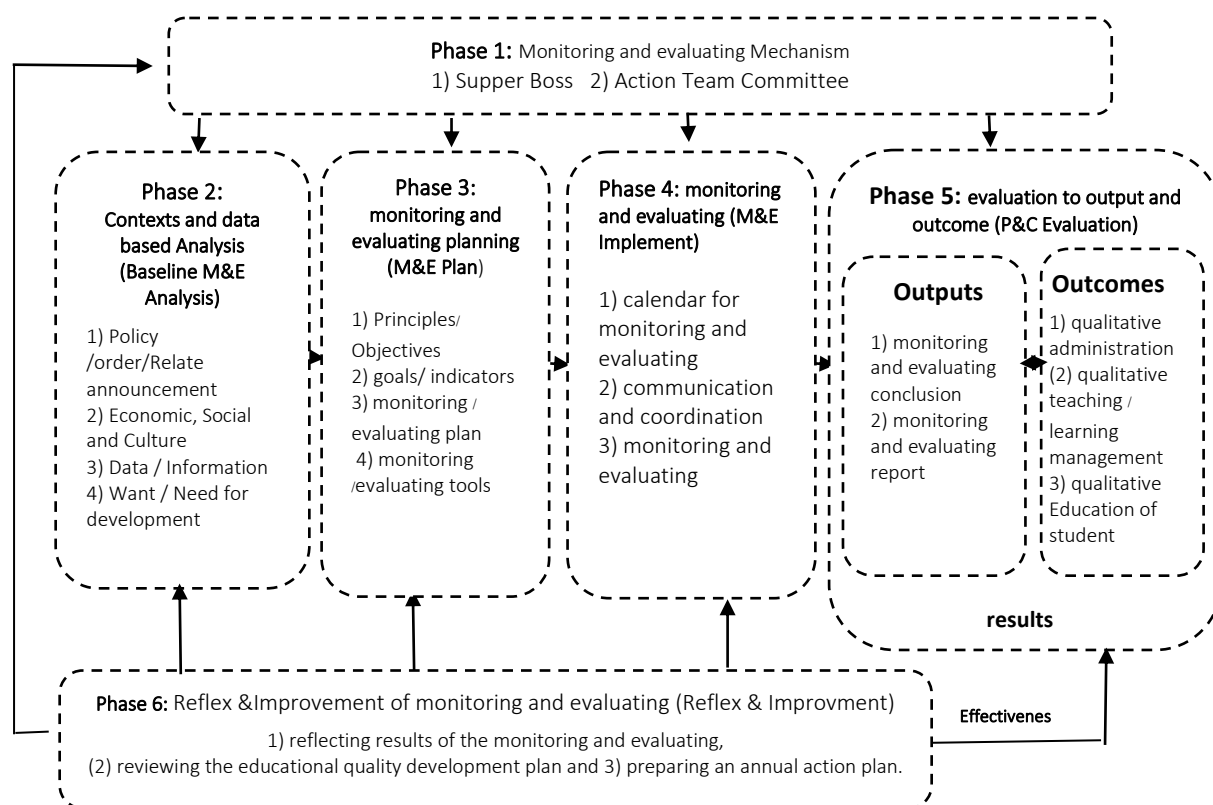 Phase 1: Monitoring and evaluating Mechanism
1) Supper Boss 2) Action Team Committee
Phase 2:
Contexts and data
based Analysis
(Baseline M&E
Analysis)
1) Policy
/order/Relate
announcement
2) Economic, Social
and Culture
3) Data / Information
4) Want / Need for
development
Phase 3:
monitoring and
evaluating planning
(M&E Plan)
1) Principles/
Objectives
2) goals/ indicators
3) monitoring /
evaluating plan
4) monitoring
/evaluating tools
Phase 4: monitoring
and evaluating (M&E
Implement)
1) calendar for
monitoring and
evaluating
2) communication
and coordination
3) monitoring and
evaluating
Phase 5: evaluation to output and
outcome (P&C Evaluation)
Outputs
1) monitoring
and evaluating
conclusion
2) monitoring
and evaluating
report
Outcomes
1) qualitative
administration
(2) qualitative
teaching /
learning
management
3) qualitative
Education of
student
results
Phase 6: Reflex &Improvement of monitoring and evaluating (Reflex & Improvment)
1) reflecting results of the monitoring and evaluating,
(2) reviewing the educational quality development plan and 3) preparing an annual action plan.
Effectivenes